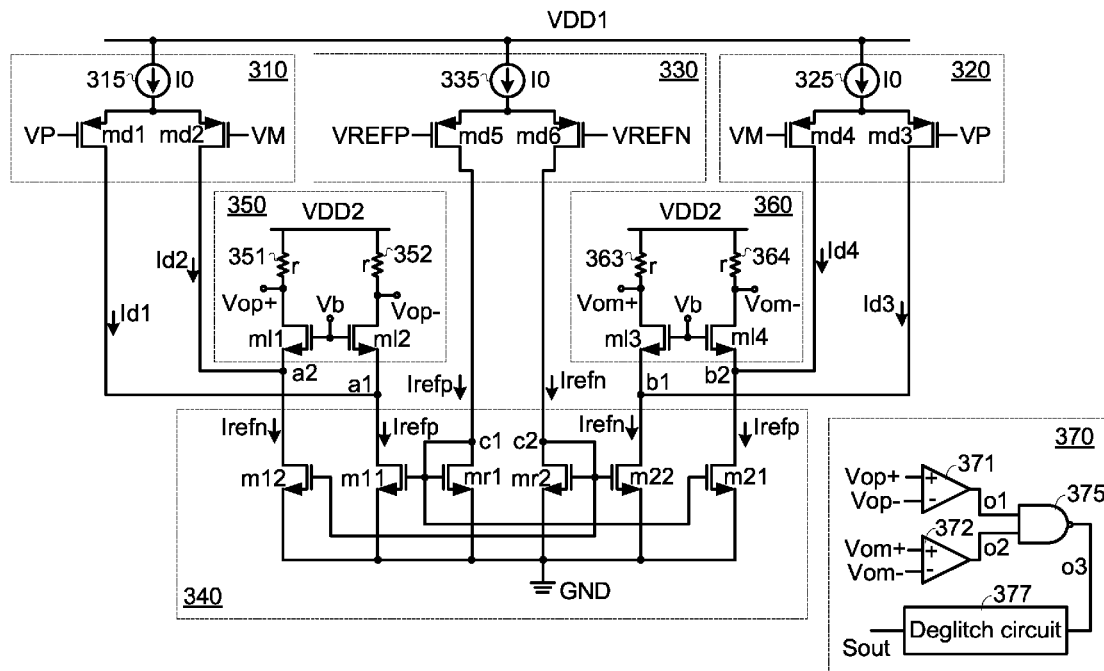 VDD1
310 330 320
315 I0 335 I0 325 I0
VP md1 md2 VM VREFP md5 md6 VREFN VM md4 md3 VP
350 VDD2 360 VDD2
351 r r 352 363 r r 364
Id2 Id4
Vop+ Vb Vop- Vom+ Vb Vom-
Id1 Id3
ml1 ml2 ml3 ml4
a2 a1 b1 b2
Irefp Irefn
Irefn Irefp c1 c2 Irefn Irefp
m12 m11 mr1 mr2 m22 m21
GND
340
370
Vop+ + 371
Vop- - o1 375
Vom+ + 372
Vom- - o2 o3
377
Deglitch circuit
Sout